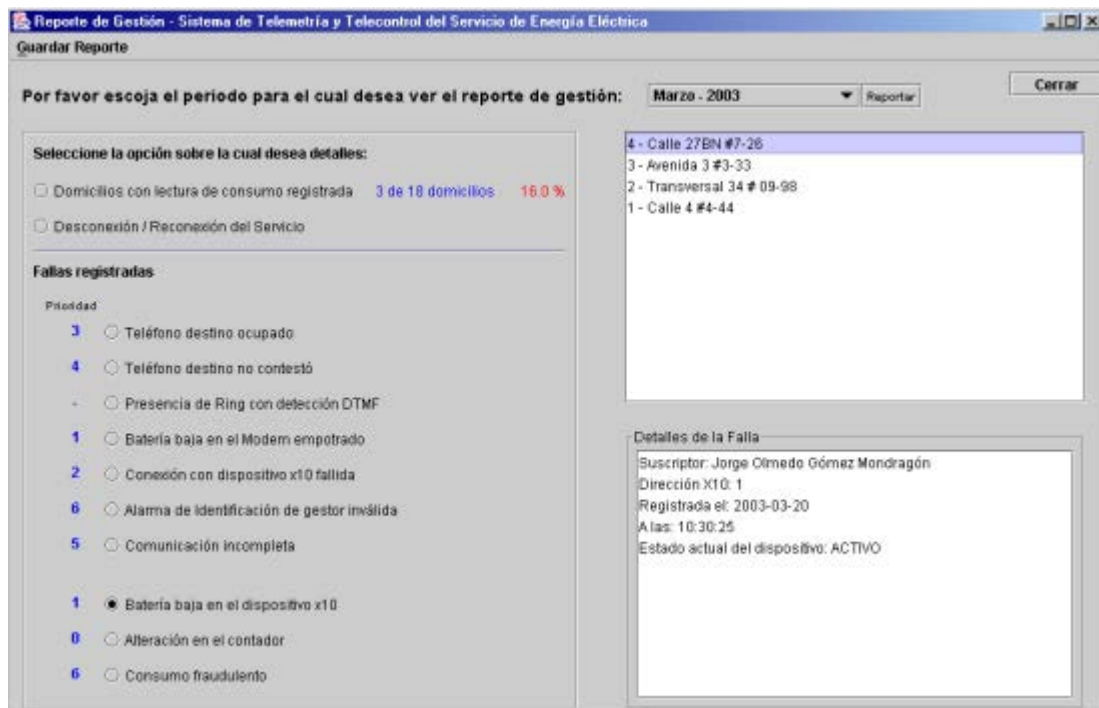 Reporte de Gestión - Sistema de Telemetría y Telecontrol del Servicio de Energía Eléctrica
Guardar Reporte
Por favor escoja el periodo para el cual desea ver el reporte de gestión:
Marzo - 2003
Reportar
Cerrar
Seleccione la opción sobre la cual desea detalles:
Domicilios con lectura de consumo registrada 3 de 18 domicilios 16.0 %
Desconexión / Reconexión del Servicio
Fallas registradas
Prioridad
3 Teléfono destino ocupado
4 Teléfono destino no contestó
- Presencia de Ring con detección DTMF
1 Batería baja en el Modem empotrado
2 Conexión con dispositivo x10 fallida
6 Alarma de Identificación de gestor inválida
5 Comunicación incompleta
1 Batería baja en el dispositivo x10
Alteración en el contador
6 Consumo fraudulento
4 - Calle 27BN #7-26
3 - Avenida 3 #3-33
2 - Transversal 34 # 09-98
1 - Calle 4 #4-44
Detalles de la Falla
Suscriptor: Jorge Olmedo Gómez Mondragón
Dirección X10: 1
Registrada el: 2003-03-20
A las: 10:30:25
Estado actual del dispositivo: ACTIVO